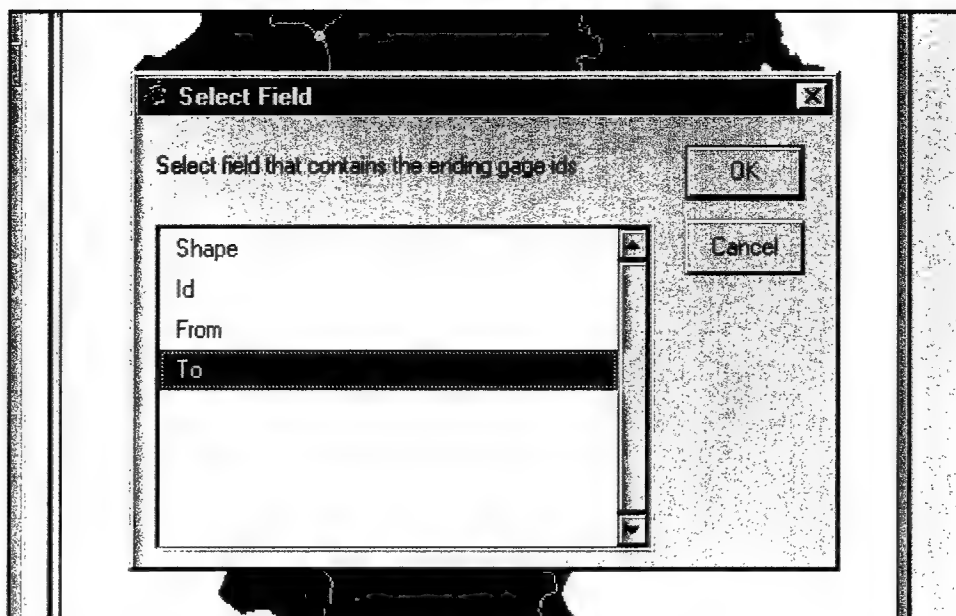 Select Field
Select field that contains the ending gage ids
OK
Shape
Cancel
Id
From
To